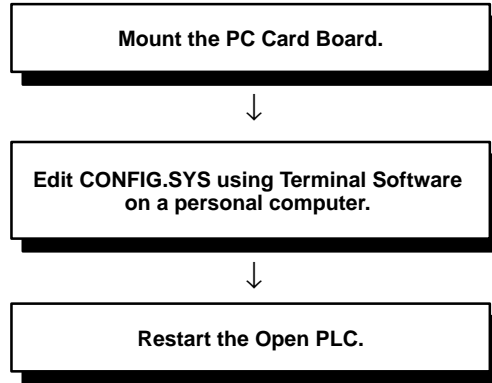 Mount the PC Card Board.
↓
Edit CONFIG.SYS using Terminal Software
on a personal computer.
↓
Restart the Open PLC.